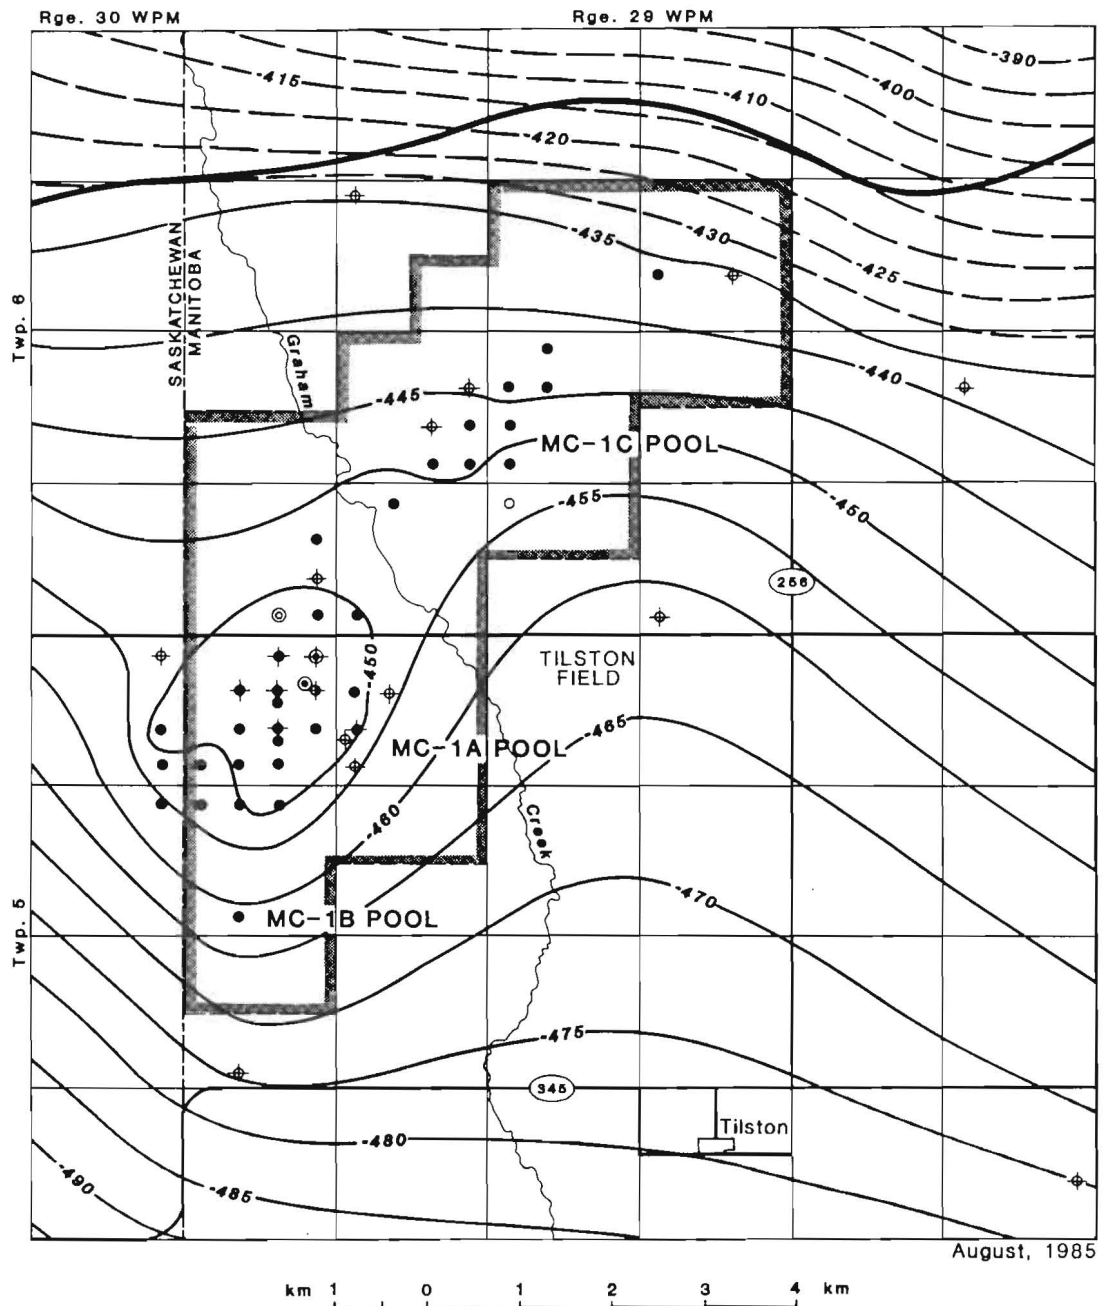 Rge. 30 WPM
Rge. 29 WPM
-390
-415
-400
-410
-420
-430
-435
-425
SASKATCHEWAN
MANITOBA
Twp. 6
Graham
-440
-445
MC-1C POOL
-455
-450
256
-450
TILSTON
FIELD
-465
MC-1A POOL
-460
Creek
-470
MC-1B POOL
Twp. 5
-475
345
Tilston
-480
-490
-485
August, 1985
km 1 0 1 2 3 4 km